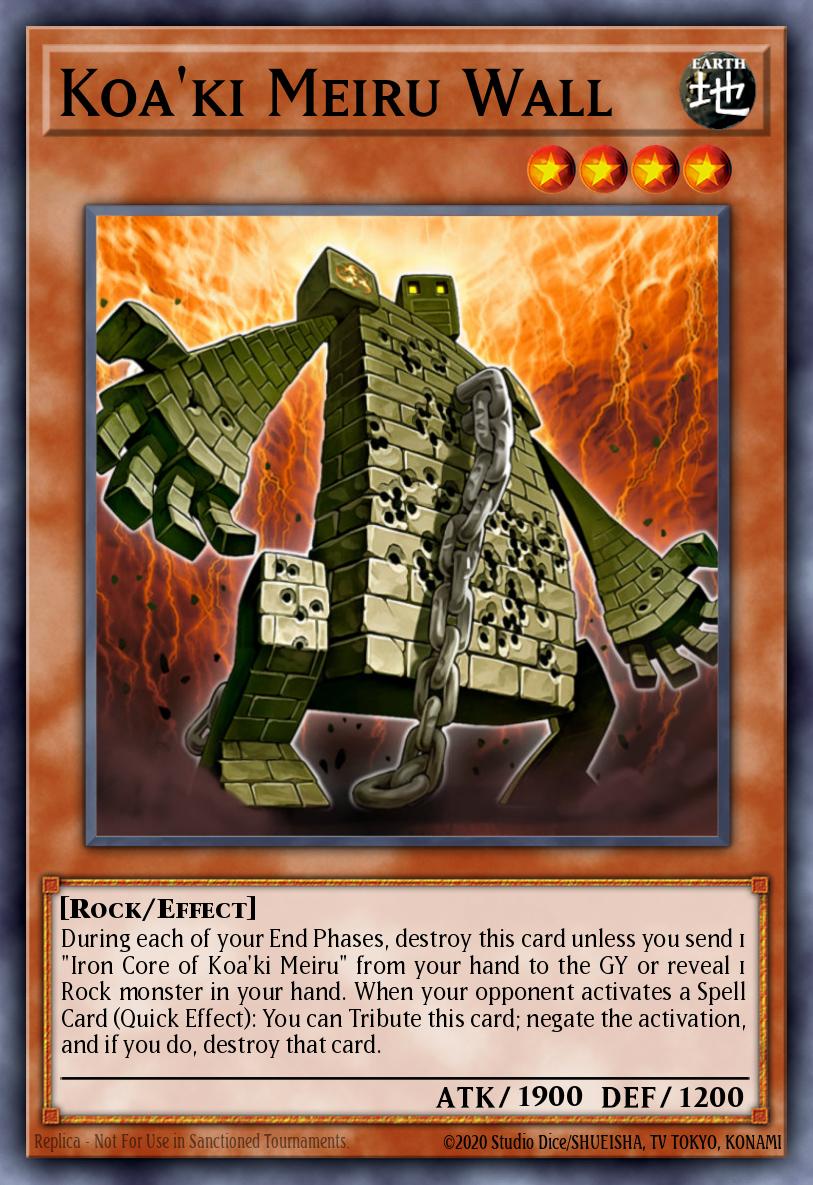 Koa'ki Meiru Wall
EARTH
地
[Rock/Effect]
During each of your End Phases, destroy this card unless you send 1
"Iron Core of Koa'ki Meiru" from your hand to the GY or reveal 1
Rock monster in your hand. When your opponent activates a Spell
Card (Quick Effect): You can Tribute this card; negate the activation,
and if you do, destroy that card.
ATK/1900 DEF/1200
Replica - Not For Use in Sanctioned Tournaments.
©2020 Studio Dice/SHUEISHA, TV TOKYO, KONAMI